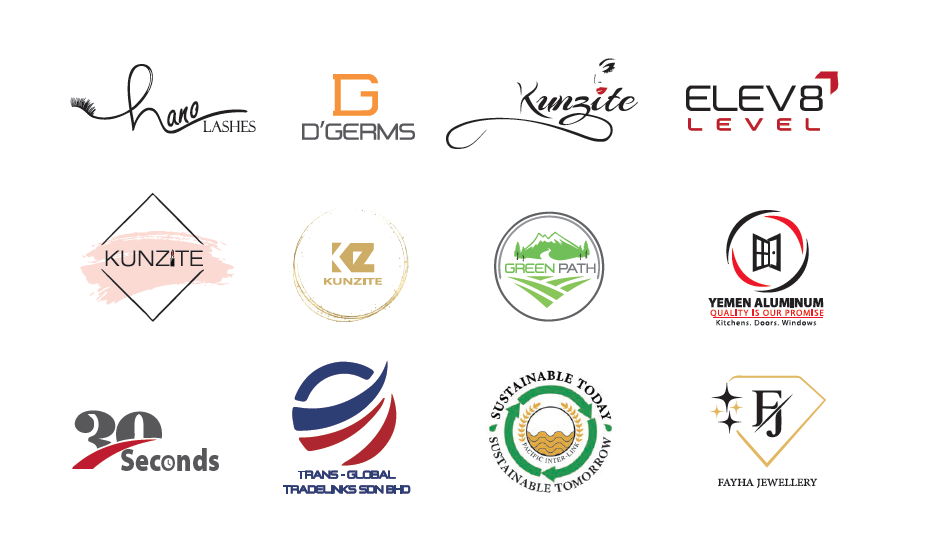 hano
LASHES
DG
D'GERMS
Kunzite
ELEV8
LEVEL
KUNZITE
KZ
KUNZITE
GREEN PATH
YEMEN ALUMINUM
QUALITY IS OUR PROMISE
Kitchens. Doors. Windows
30
Seconds
TRANS - GLOBAL
TRADELINKS SDN BHD
SUSTAINABLE TODAY
PACIFIC INTER-LINK
SUSTAINABLE TOMORROW
FJ
FAYHA JEWELLERY